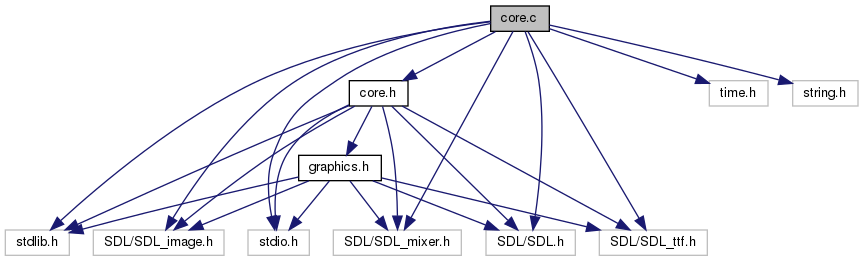 core.c
core.h
time.h
string.h
graphics.h
stdlib.h
SDL/SDL_image.h
stdio.h
SDL/SDL_mixer.h
SDL/SDL.h
SDL/SDL_ttf.h